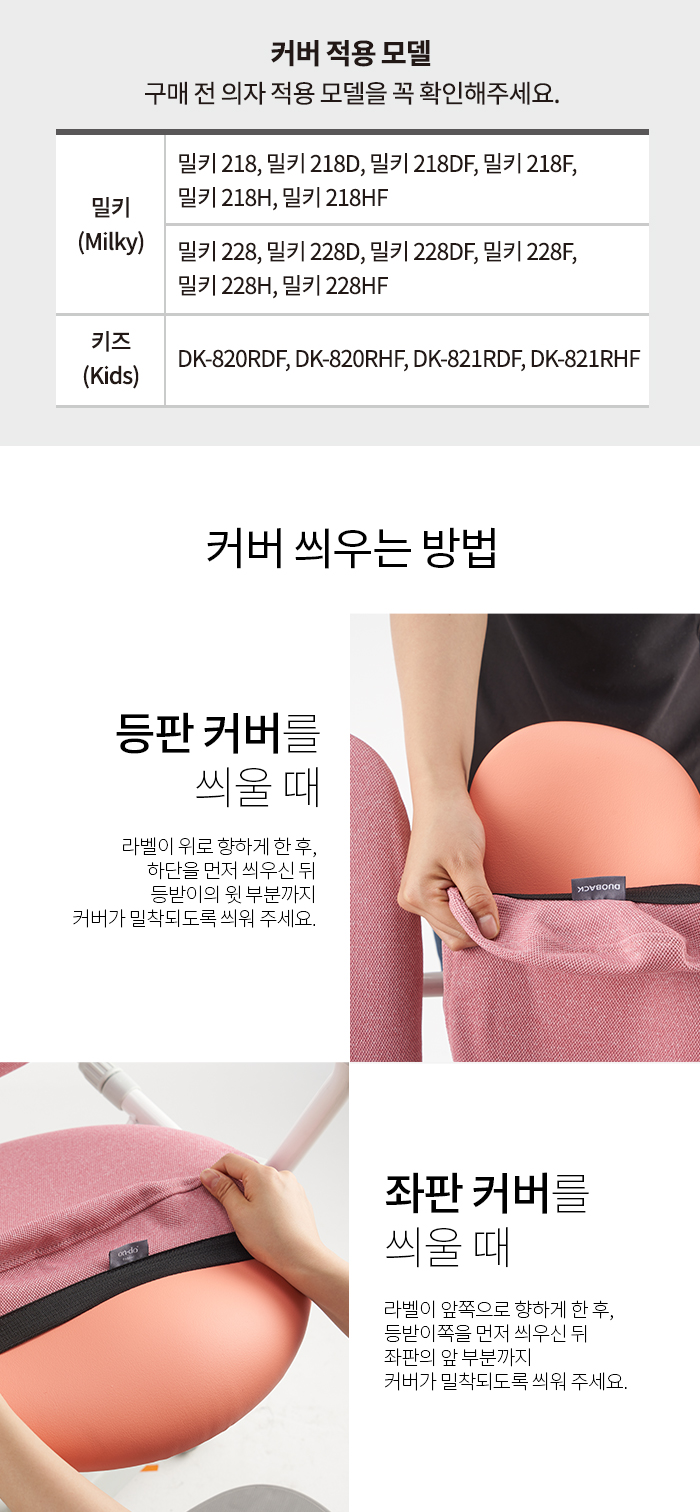 커버 적용 모델
구매 전 의자 적용 모델을 꼭 확인해주세요.
밀키
(Milky)
밀키 218, 밀키 218D, 밀키 218DF, 밀키 218F,
밀키 218H, 밀키 218HF
밀키 228, 밀키 228D, 밀키 228DF, 밀키 228F,
밀키 228H, 밀키 228HF
키즈
(Kids)
DK-820RDF, DK-820RHF, DK-821RDF, DK-821RHF
커버 씌우는 방법
등판 커버를
씌울 때
라벨이 위로 향하게 한 후,
하단을 먼저 씌우신 뒤
등받이의 윗 부분까지
커버가 밀착되도록 씌워 주세요.
DUOBACK
좌판 커버를
씌울 때
라벨이 앞쪽으로 향하게 한 후,
등받이쪽을 먼저 씌우신 뒤
좌판의 앞 부분까지
커버가 밀착되도록 씌워 주세요.